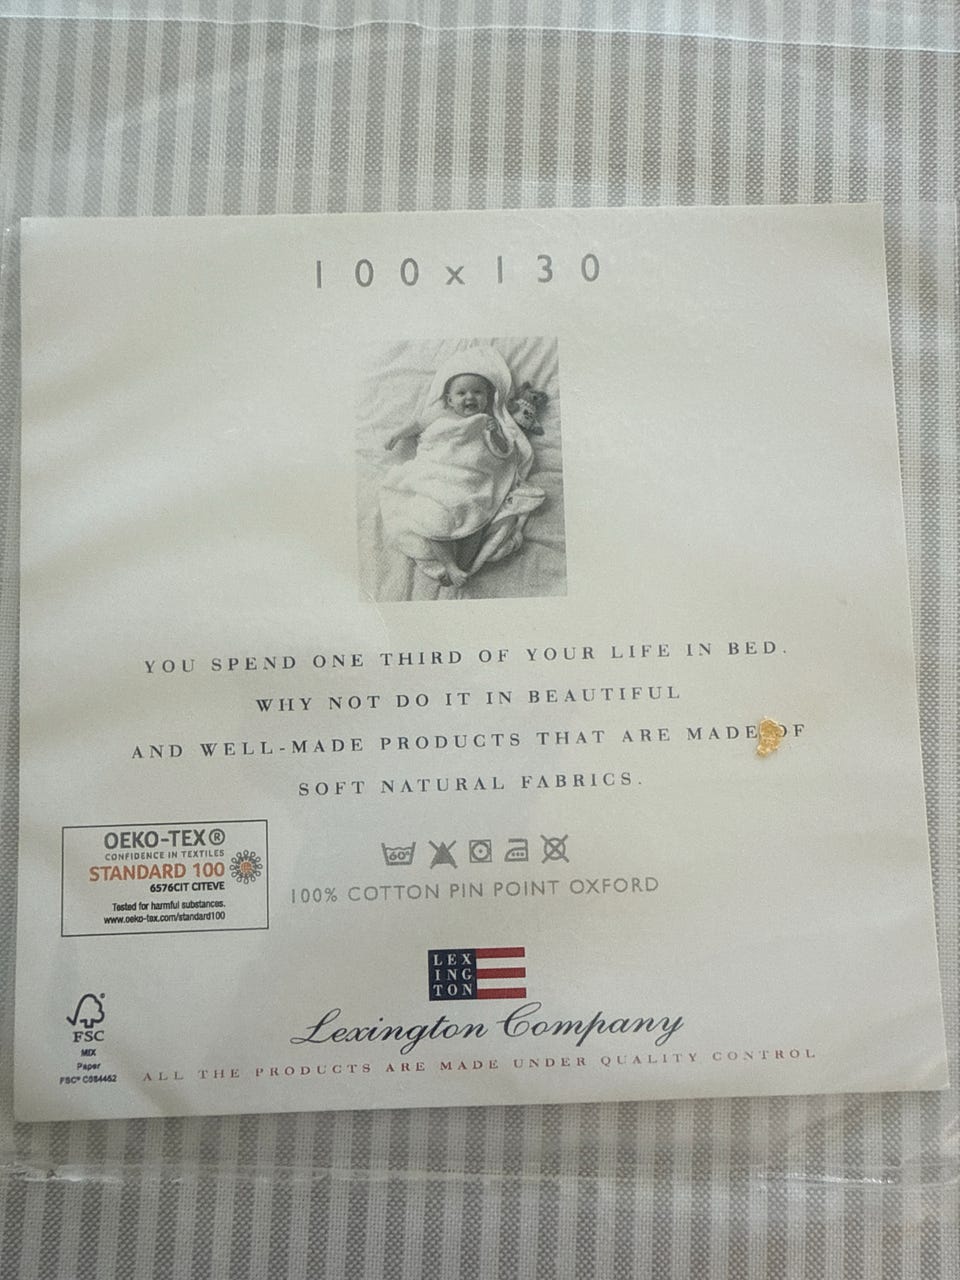 100x130
YOU SPEND ONE THIRD OF YOUR LIFE IN BED.
WHY NOT DO IT IN BEAUTIFUL
AND WELL-MADE PRODUCTS THAT ARE MADE OF
SOFT NATURAL FABRICS.
OEKO-TEX®
CONFIDENCE IN TEXTILES
STANDARD 100
6576CIT CITEVE
Tested for harmful substances.
www.oeko-tex.com/standard100
60°
100% COTTON PIN POINT OXFORD
LEX
ING
TON
Lexington Company
ALL THE PRODUCTS ARE MADE UNDER QUALITY CONTROL
FSC
MIX
Paper
FSC® C084462